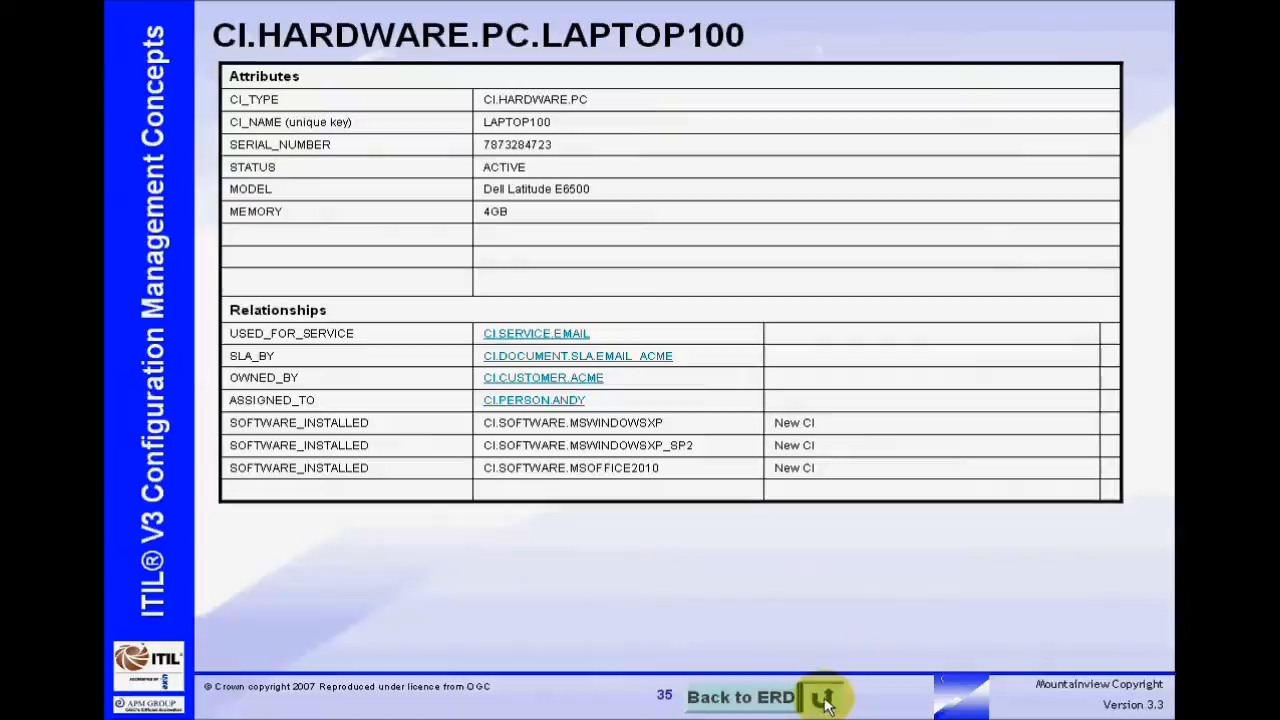 CI.HARDWARE.PC.LAPTOP100
ITIL® V3 Configuration Management Concepts
Attributes
CI_TYPE CI.HARDWARE.PC
CI_NAME (unique key) LAPTOP100
SERIAL_NUMBER 7873284723
STATUS ACTIVE
MODEL Dell Latitude E6500
MEMORY 4GB
Relationships
USED_FOR_SERVICE CI.SERVICE.EMAIL
SLA_BY CI.DOCUMENT.SLA.EMAIL_ACME
OWNED_BY CI.CUSTOMER.ACME
ASSIGNED_TO CI.PERSON.ANDY
SOFTWARE_INSTALLED CI.SOFTWARE.MSWINDOWSXP New CI
SOFTWARE_INSTALLED CI.SOFTWARE.MSWINDOWSXP_SP2 New CI
SOFTWARE_INSTALLED CI.SOFTWARE.MSOFFICE2010 New CI
ITIL
APM GROUP
© Crown copyright 2007 Reproduced under licence from OGC
35
Back to ERD
Mountainview Copyright
Version 3.3